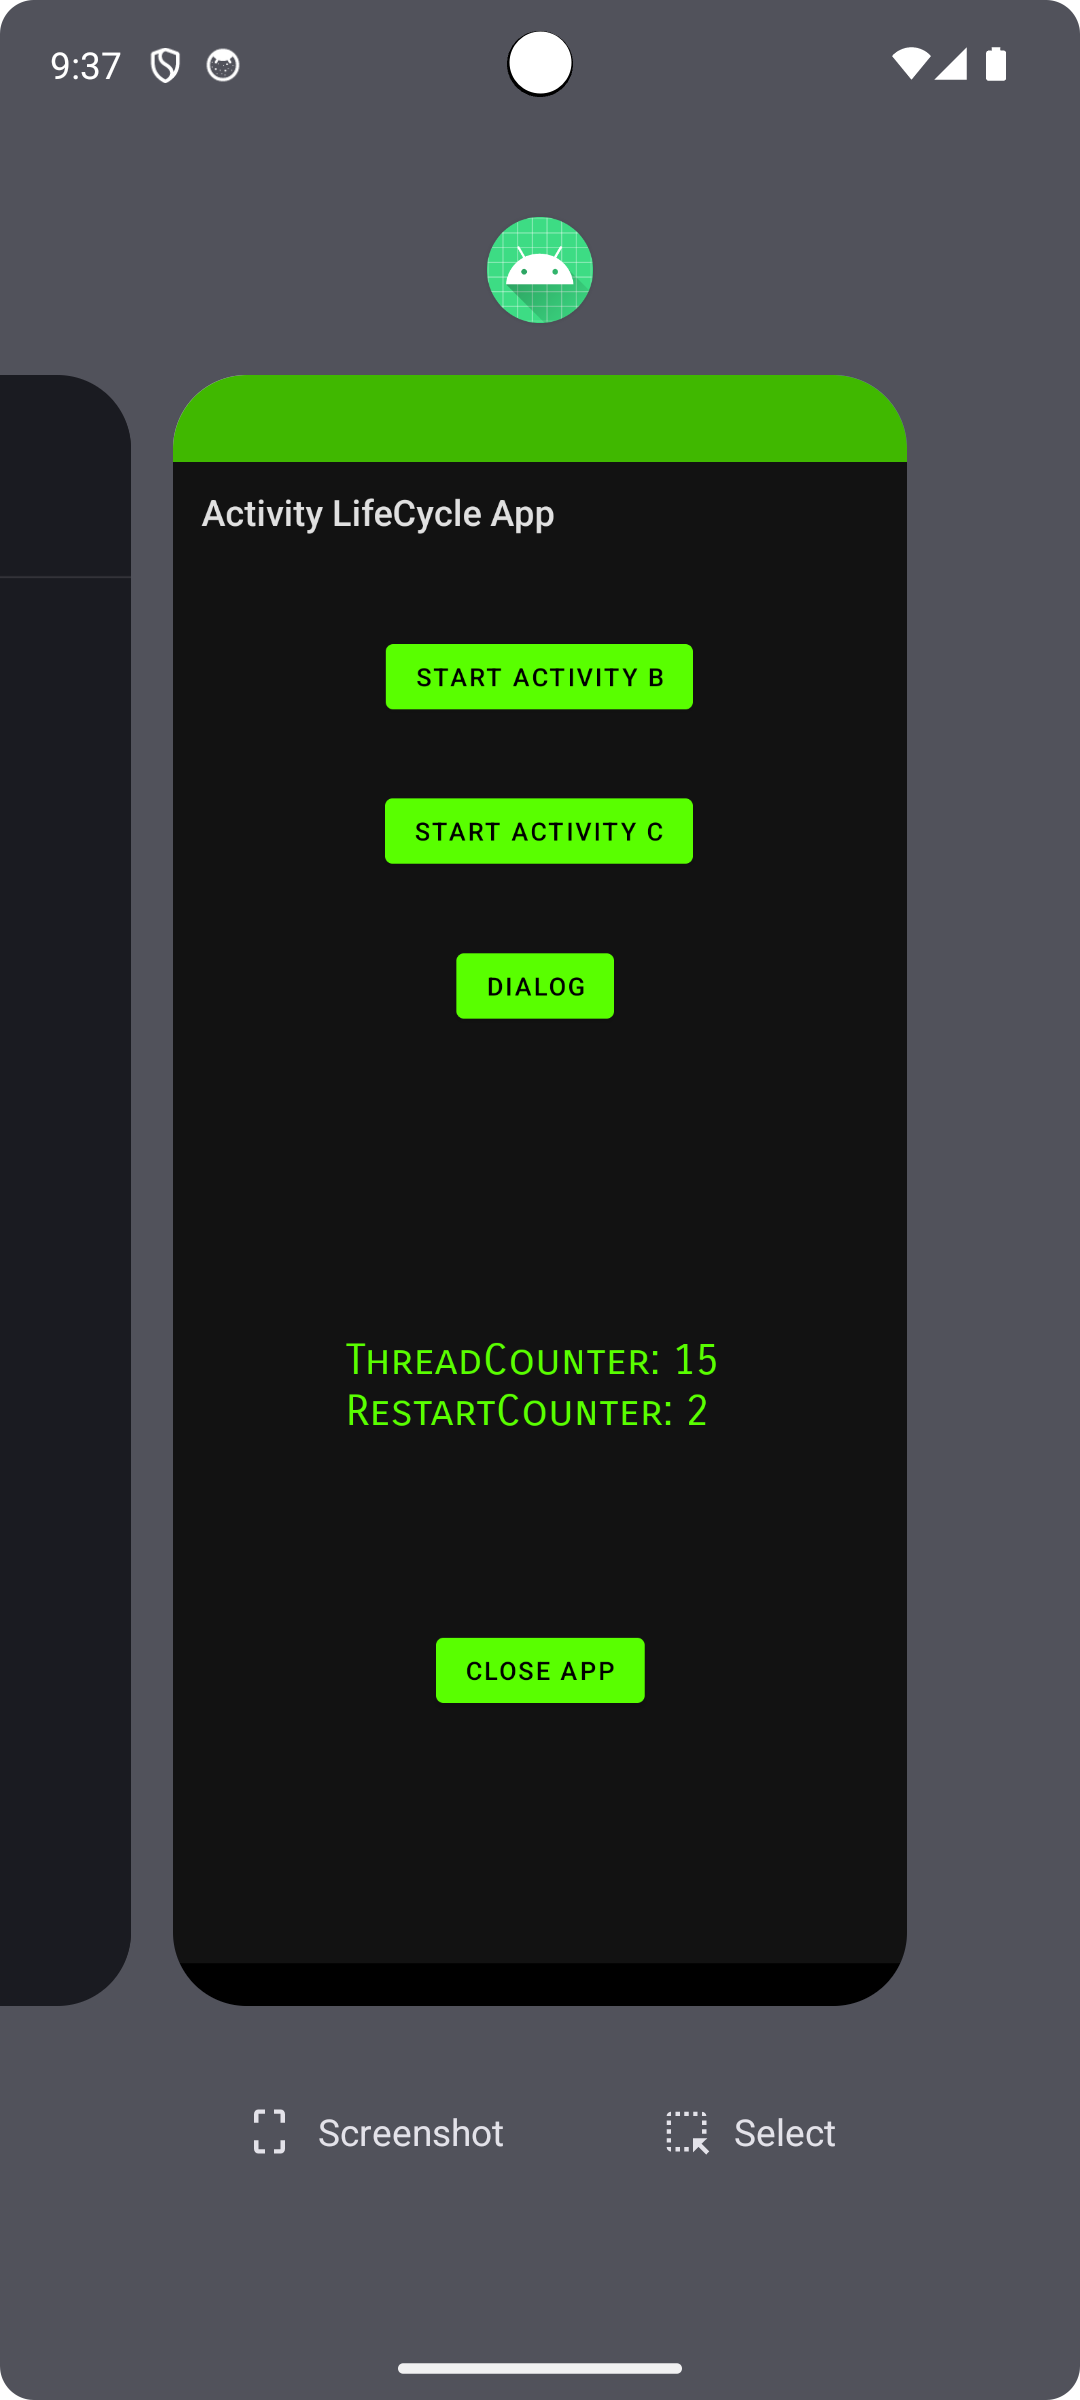 9:37
Activity LifeCycle App
START ACTIVITY B
START ACTIVITY C
DIALOG
ThreadCounter: 15
RestartCounter: 2
CLOSE APP
Screenshot
Select